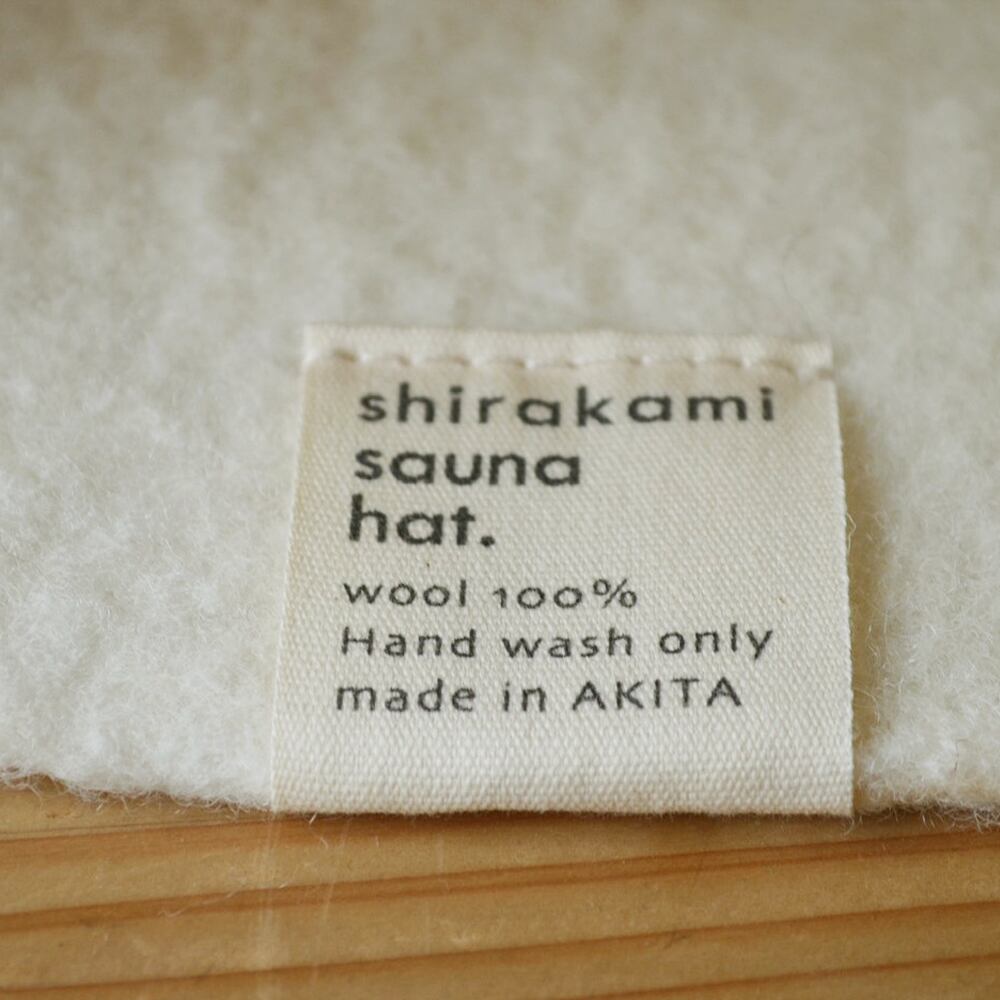 shirakami
sauna
hat.
wool 100%
Hand wash only
made in AKITA